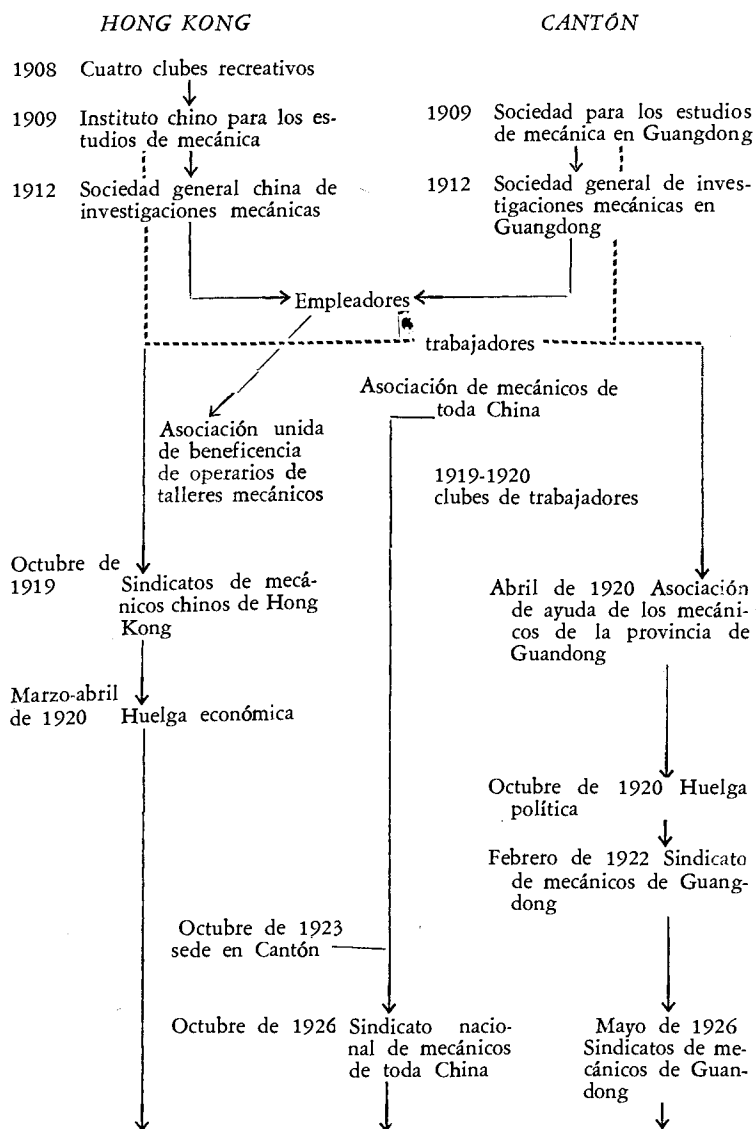 HONG KONG
CANTÓN
1908 Cuatro clubes recreativos
1909 Instituto chino para los es-
tudios de mecánica
1909 Sociedad para los estudios
de mecánica en Guangdong
1912 Sociedad general china de
investigaciones mecánicas
1912 Sociedad general de inves-
tigaciones mecánicas en
Guangdong
Empleadores
trabajadores
Asociación de mecánicos de
toda China
Asociación unida
de beneficencia
de operarios de
talleres mecánicos
1919-1920
clubes de trabajadores
Octubre de
1919 Sindicatos de mecá-
nicos chinos de Hong
Kong
Abril de 1920 Asociación
de ayuda de los mecáni-
cos de la provincia de
Guandong
Marzo-abril
de 1920 Huelga económica
Octubre de 1920 Huelga
política
Febrero de 1922 Sindicato
de mecánicos de Guang-
dong
Octubre de 1923
sede en Cantón
Octubre de 1926 Sindicato nacio-
nal de mecánicos
de toda China
Mayo de 1926
Sindicatos de me-
cánicos de Guan-
dong